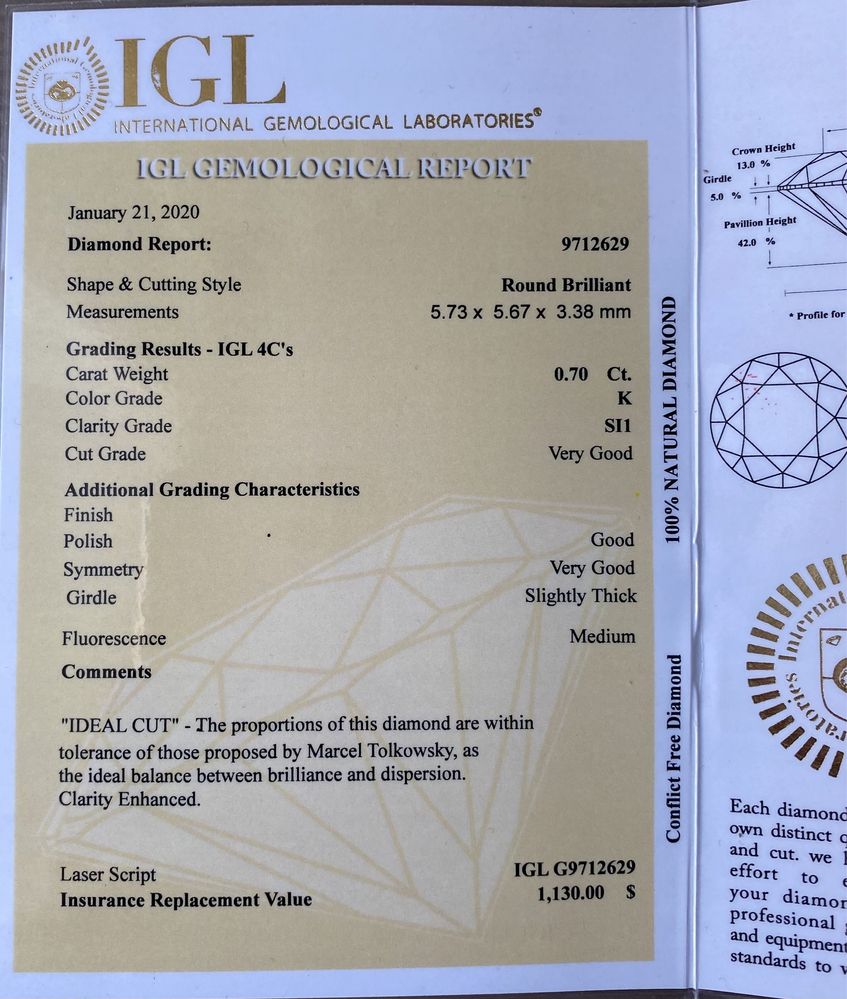 IGL
INTERNATIONAL GEMOLOGICAL LABORATORIES®
IGL GEMOLOGICAL REPORT
January 21, 2020
Diamond Report: 9712629
Shape & Cutting Style Round Brilliant
Measurements 5.73 x 5.67 x 3.38 mm
Grading Results - IGL 4C's
Carat Weight 0.70 Ct.
Color Grade K
Clarity Grade SI1
Cut Grade Very Good
Additional Grading Characteristics
Finish
Polish Good
Symmetry Very Good
Girdle Slightly Thick
Fluorescence Medium
Comments
"IDEAL CUT" - The proportions of this diamond are within
tolerance of those proposed by Marcel Tolkowsky, as
the ideal balance between brilliance and dispersion.
Clarity Enhanced.
Laser Script IGL G9712629
Insurance Replacement Value 1,130.00 $
100% NATURAL DIAMOND
Conflict Free Diamond
Crown Height
13.0 %
Girdle
5.0 %
Pavillion Height
42.0 %
* Profile for
Each diamond
own distinct
and cut. we
effort to
your
professional
and equipment
standards to